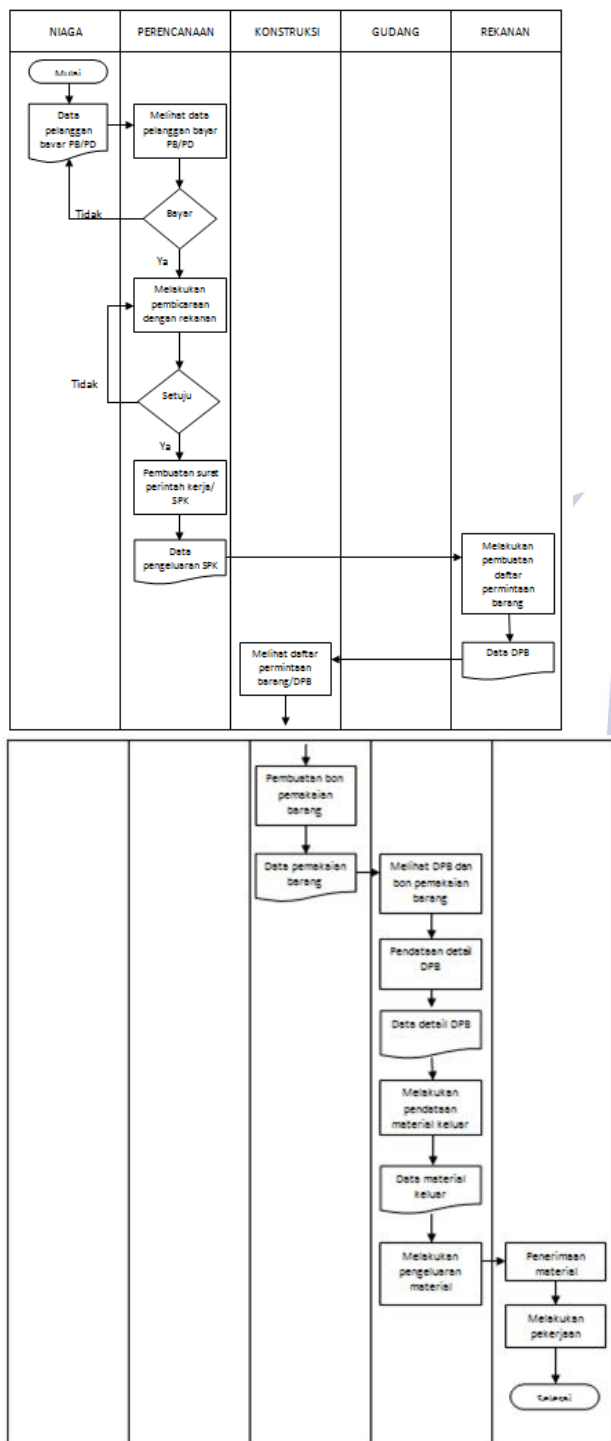 NIAGA
PERENCANAAN
KONSTRUKSI
GUDANG
REKANAN
Mulai
Data
pelanggan
bayar PB/PD
Melihat data
pelanggan bayar
PB/PD
Tidak
Bayar
Ya
Melakukan
pembicaraan
dengan rekanan
Tidak
Setuju
Ya
Pembuatan surat
perintah kerja/
SPK
Data
pengeluaran SPK
Melakukan
pembuatan
daftar
permintaan
barang
Data DPB
Melihat daftar
permintaan
barang/DPB
Pembuatan bon
pemakaian
barang
Data pemakaian
barang
Melihat DPB dan
bon pemakaian
barang
Pendataan detail
DPB
Data detail DPB
Melakukan
pendataan
material keluar
Data material
keluar
Melakukan
pengeluaran
material
Penerimaan
material
Melakukan
pekerjaan
Selesai